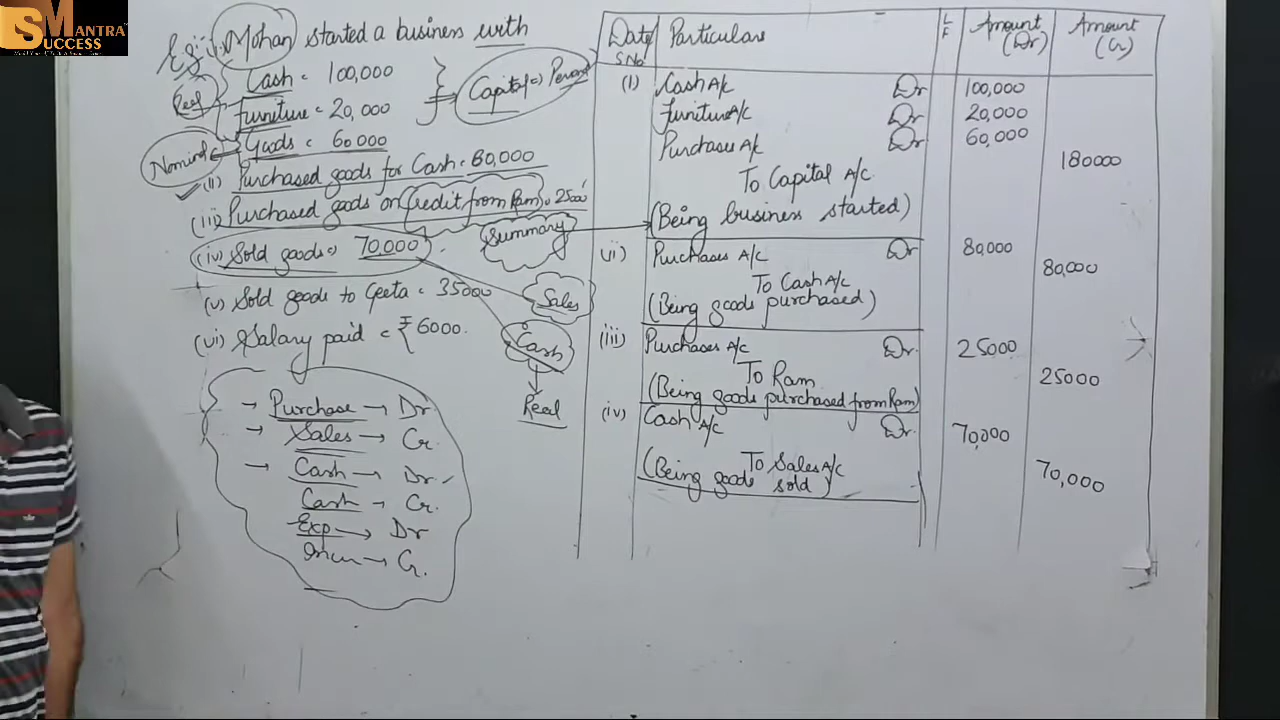 SMANTRA
SUCCESS
Eg:- i. Mohan started a business with
Cash = 100,000
Furniture = 20,000
Goods = 60000
Real
Nominal
Capital => Personal
(ii) Purchased goods for Cash = 80,000
(iii) Purchased goods on Credit from Ram = 25000
Summary
(iv) Sold goods = 70,000
(v) Sold goods to Geeta = 35000
(vi) Salary paid = ₹6000.
Sales
Cash
Real
→ Purchase → Dr
→ Sales → Cr.
→ Cash → Dr.
Cash → Cr.
Exp → Dr
→ Cr.
Date/ S.No Particulars L F Amount (Dr) Amount (Cr)
(i) Cash A/c Dr 100,000
Furniture A/c Dr 20,000
Purchases A/c Dr 60,000
To Capital A/c 180000
(Being business started)
(ii) Purchases A/c Dr 80,000
To Cash A/c 80,000
(Being goods purchased)
(iii) Purchases A/c Dr. 25000
To Ram 25000
(Being goods purchased from Ram)
(iv) Cash A/c Dr. 70,000
To Sales A/c 70,000
(Being goods sold)